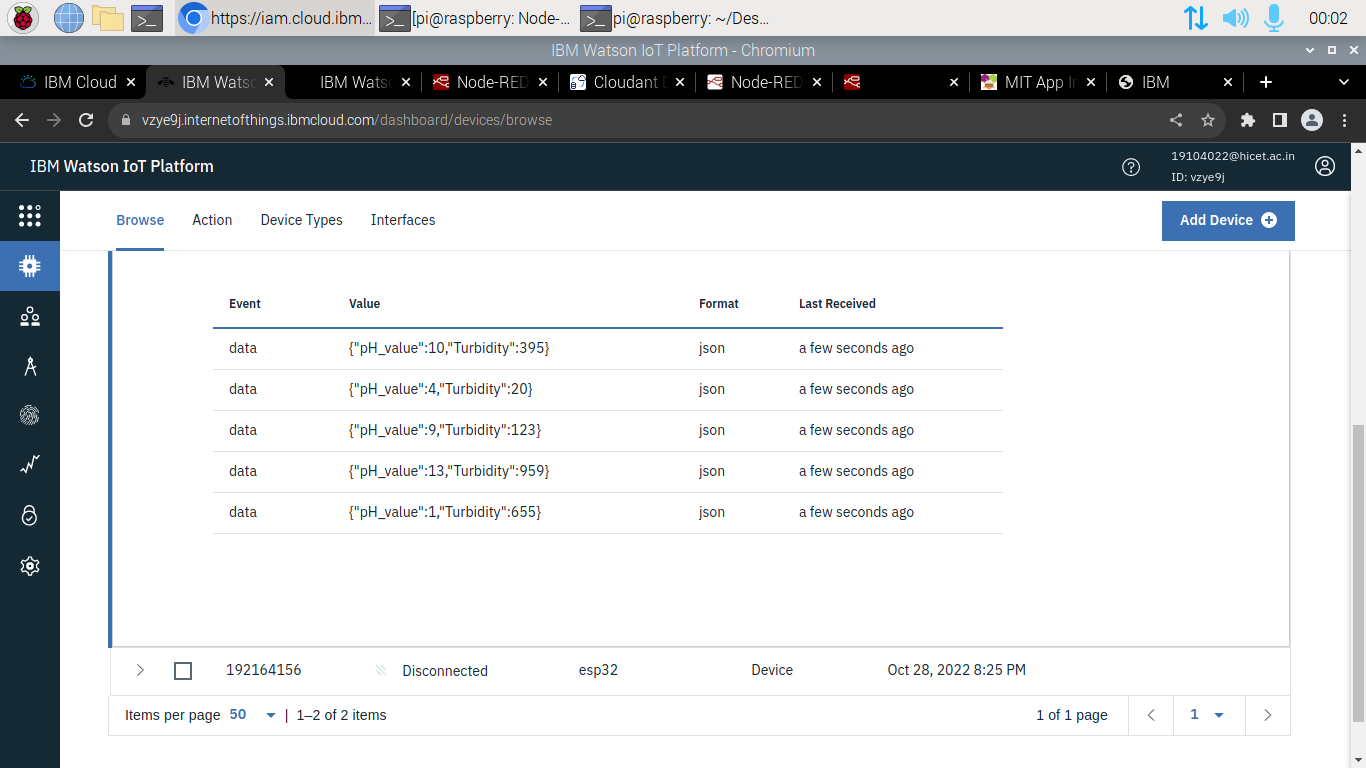 https://iam.cloud.ibm... [pi@raspberry: Node-... pi@raspberry: ~/Des... 00:02
IBM Watson IoT Platform - Chromium
IBM Cloud IBM Wats IBM Wats Node-RED Cloudant Node-RED MIT App In IBM
vzye9j.internetofthings.ibmcloud.com/dashboard/devices/browse
IBM Watson IoT Platform
19104022@hicet.ac.in
ID: vzye9j
Browse Action Device Types Interfaces Add Device
Event Value Format Last Received
data {"pH_value":10,"Turbidity":395} json a few seconds ago
data {"pH_value":4,"Turbidity":20} json a few seconds ago
data {"pH_value":9,"Turbidity":123} json a few seconds ago
data {"pH_value":13,"Turbidity":959} json a few seconds ago
data {"pH_value":1,"Turbidity":655} json a few seconds ago
192164156 Disconnected esp32 Device Oct 28, 2022 8:25 PM
Items per page 50 | 1–2 of 2 items 1 of 1 page 1